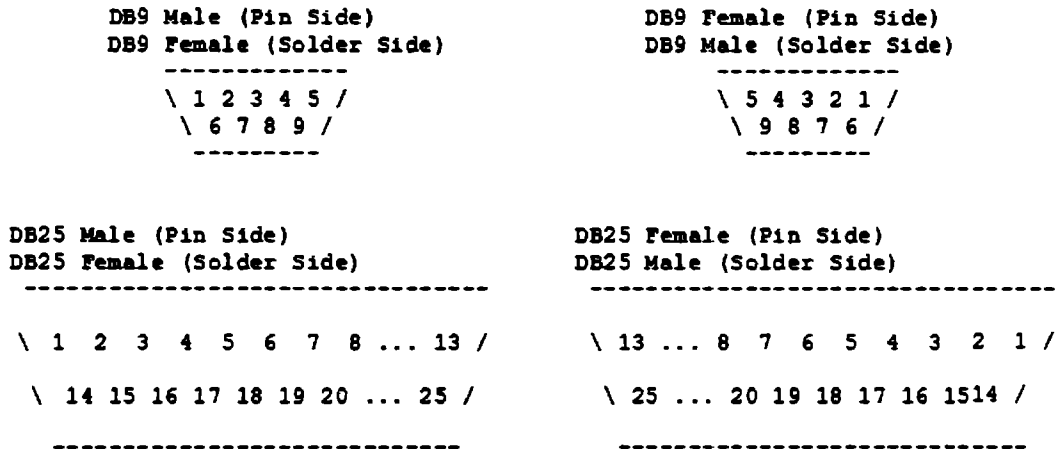 DB9 Male (Pin Side)
DB9 Female (Solder Side)
-------------
\ 1 2 3 4 5 /
\ 6 7 8 9 /
---------
DB9 Female (Pin Side)
DB9 Male (Solder Side)
-------------
\ 5 4 3 2 1 /
\ 9 8 7 6 /
---------
DB25 Male (Pin Side)
DB25 Female (Solder Side)
---------------------------------
\ 1 2 3 4 5 6 7 8 ... 13 /
\ 14 15 16 17 18 19 20 ... 25 /
-----------------------------
DB25 Female (Pin Side)
DB25 Male (Solder Side)
---------------------------------
\ 13 ... 8 7 6 5 4 3 2 1 /
\ 25 ... 20 19 18 17 16 1514 /
-----------------------------